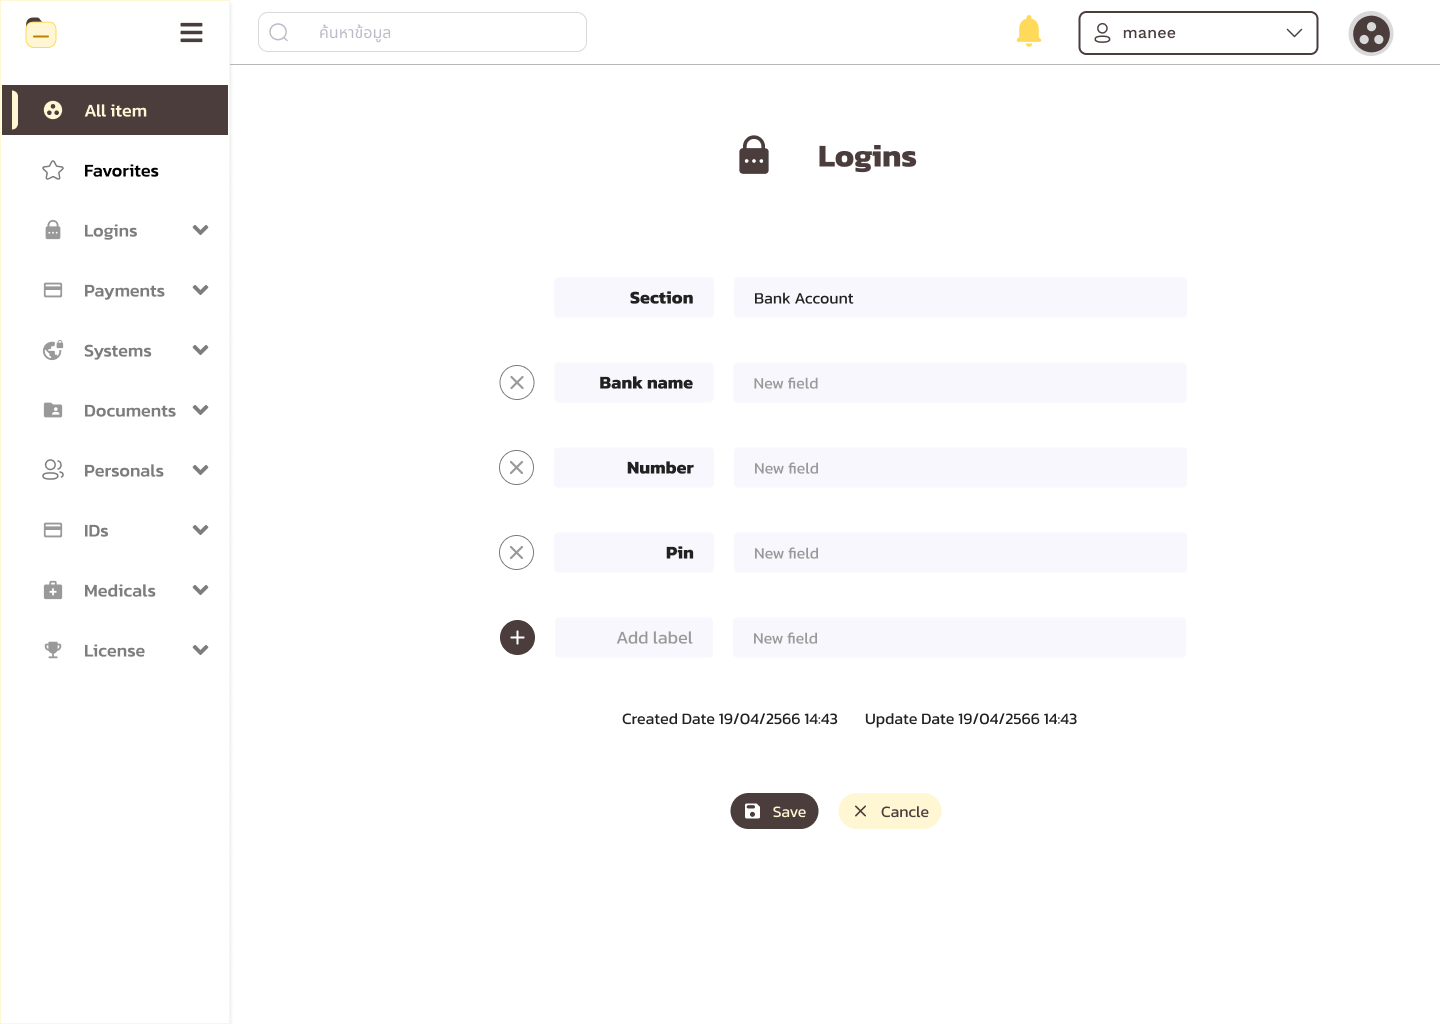 ค้นหาข้อมูล
manee
All item
Favorites
Logins
Payments
Systems
Documents
Personals
IDs
Medicals
License
Logins
Section
Bank Account
Bank name
New field
Number
New field
Pin
New field
Add label
New field
Created Date 19/04/2566 14:43
Update Date 19/04/2566 14:43
Save
Cancle